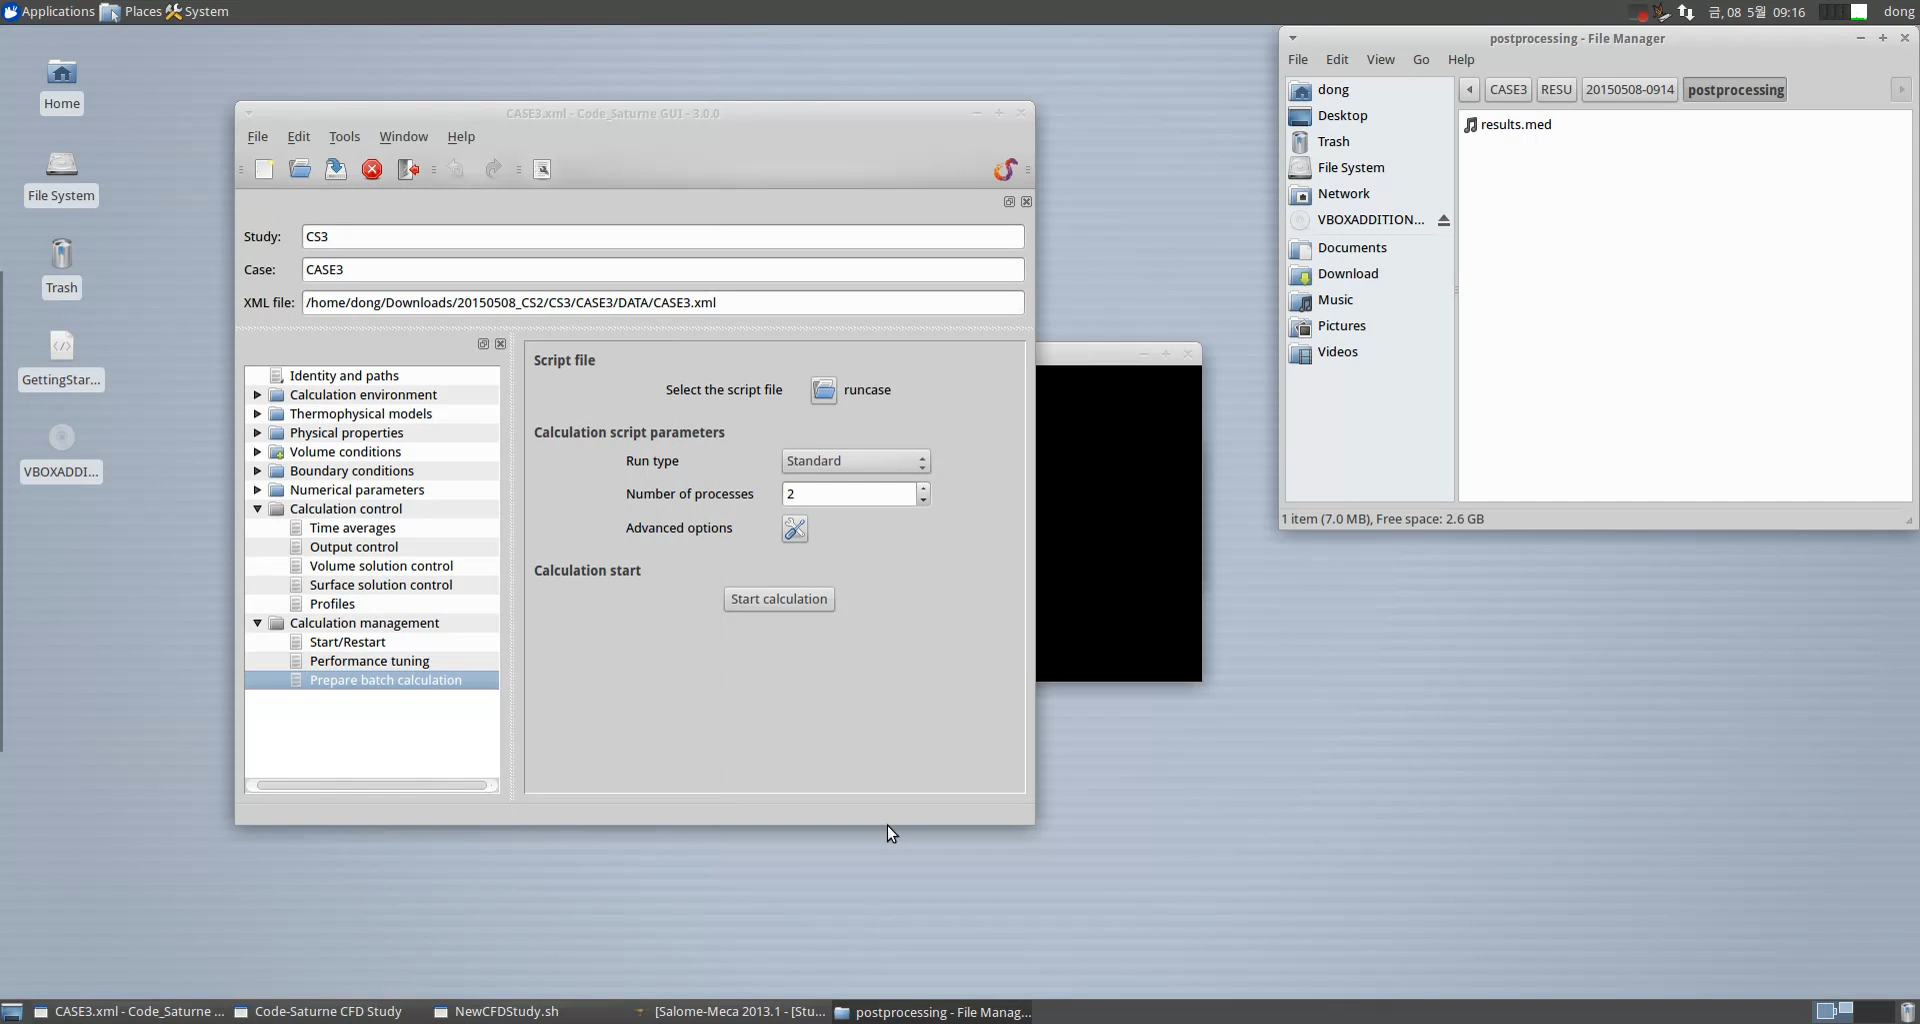 Applications Places System
금, 08 5월 09:16
dong
Home
File System
Trash
GettingStar...
VBOXADDI...
CASE3.xml - Code_Saturne GUI - 3.0.0
File Edit Tools Window Help
Study: CS3
Case: CASE3
XML file: /home/dong/Downloads/20150508_CS2/CS3/CASE3/DATA/CASE3.xml
Identity and paths
Calculation environment
Thermophysical models
Physical properties
Volume conditions
Boundary conditions
Numerical parameters
Calculation control
Time averages
Output control
Volume solution control
Surface solution control
Profiles
Calculation management
Start/Restart
Performance tuning
Prepare batch calculation
Script file
Select the script file runcase
Calculation script parameters
Run type Standard
Number of processes 2
Advanced options
Calculation start
Start calculation
postprocessing - File Manager
File Edit View Go Help
CASE3 RESU 20150508-0914 postprocessing
dong
Desktop
Trash
File System
Network
VBOXADDITION...
Documents
Download
Music
Pictures
Videos
results.med
1 item (7.0 MB), Free space: 2.6 GB
CASE3.xml - Code_Saturne ...
Code-Saturne CFD Study
NewCFDStudy.sh
[Salome-Meca 2013.1 - [Stu...
postprocessing - File Manag...